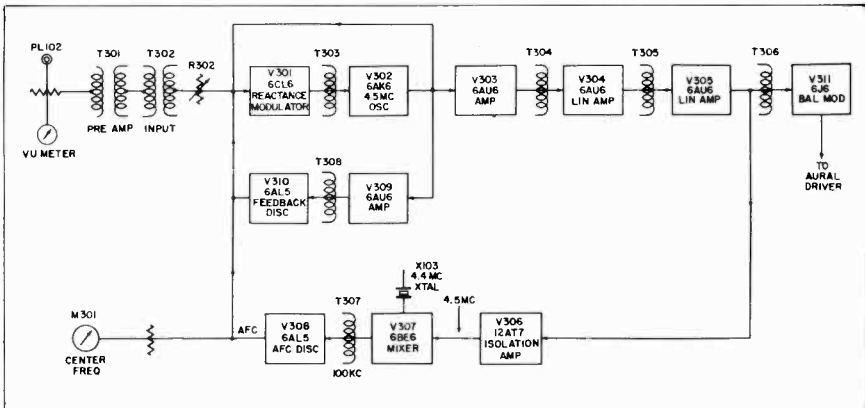 PL102
T301
T302
R302
PRE AMP
INPUT
VU METER
V301
6CL6
REACTANCE
MODULATOR
T303
V302
6AK6
4.5MC
OSC
V303
6AU6
AMP
T304
V304
6AU6
LIN AMP
T305
V305
6AU6
LIN AMP
T306
V311
6J6
BAL MOD
TO
AURAL
DRIVER
V310
6AL5
FEEDBACK
DISC
T308
V309
6AU6
AMP
M301
CENTER
FREQ
AFC
V308
6AL5
AFC DISC
T307
100KC
X103
4.4MC
XTAL
V307
6BE6
MIXER
4.5MC
V306
12AT7
ISOLATION
AMP